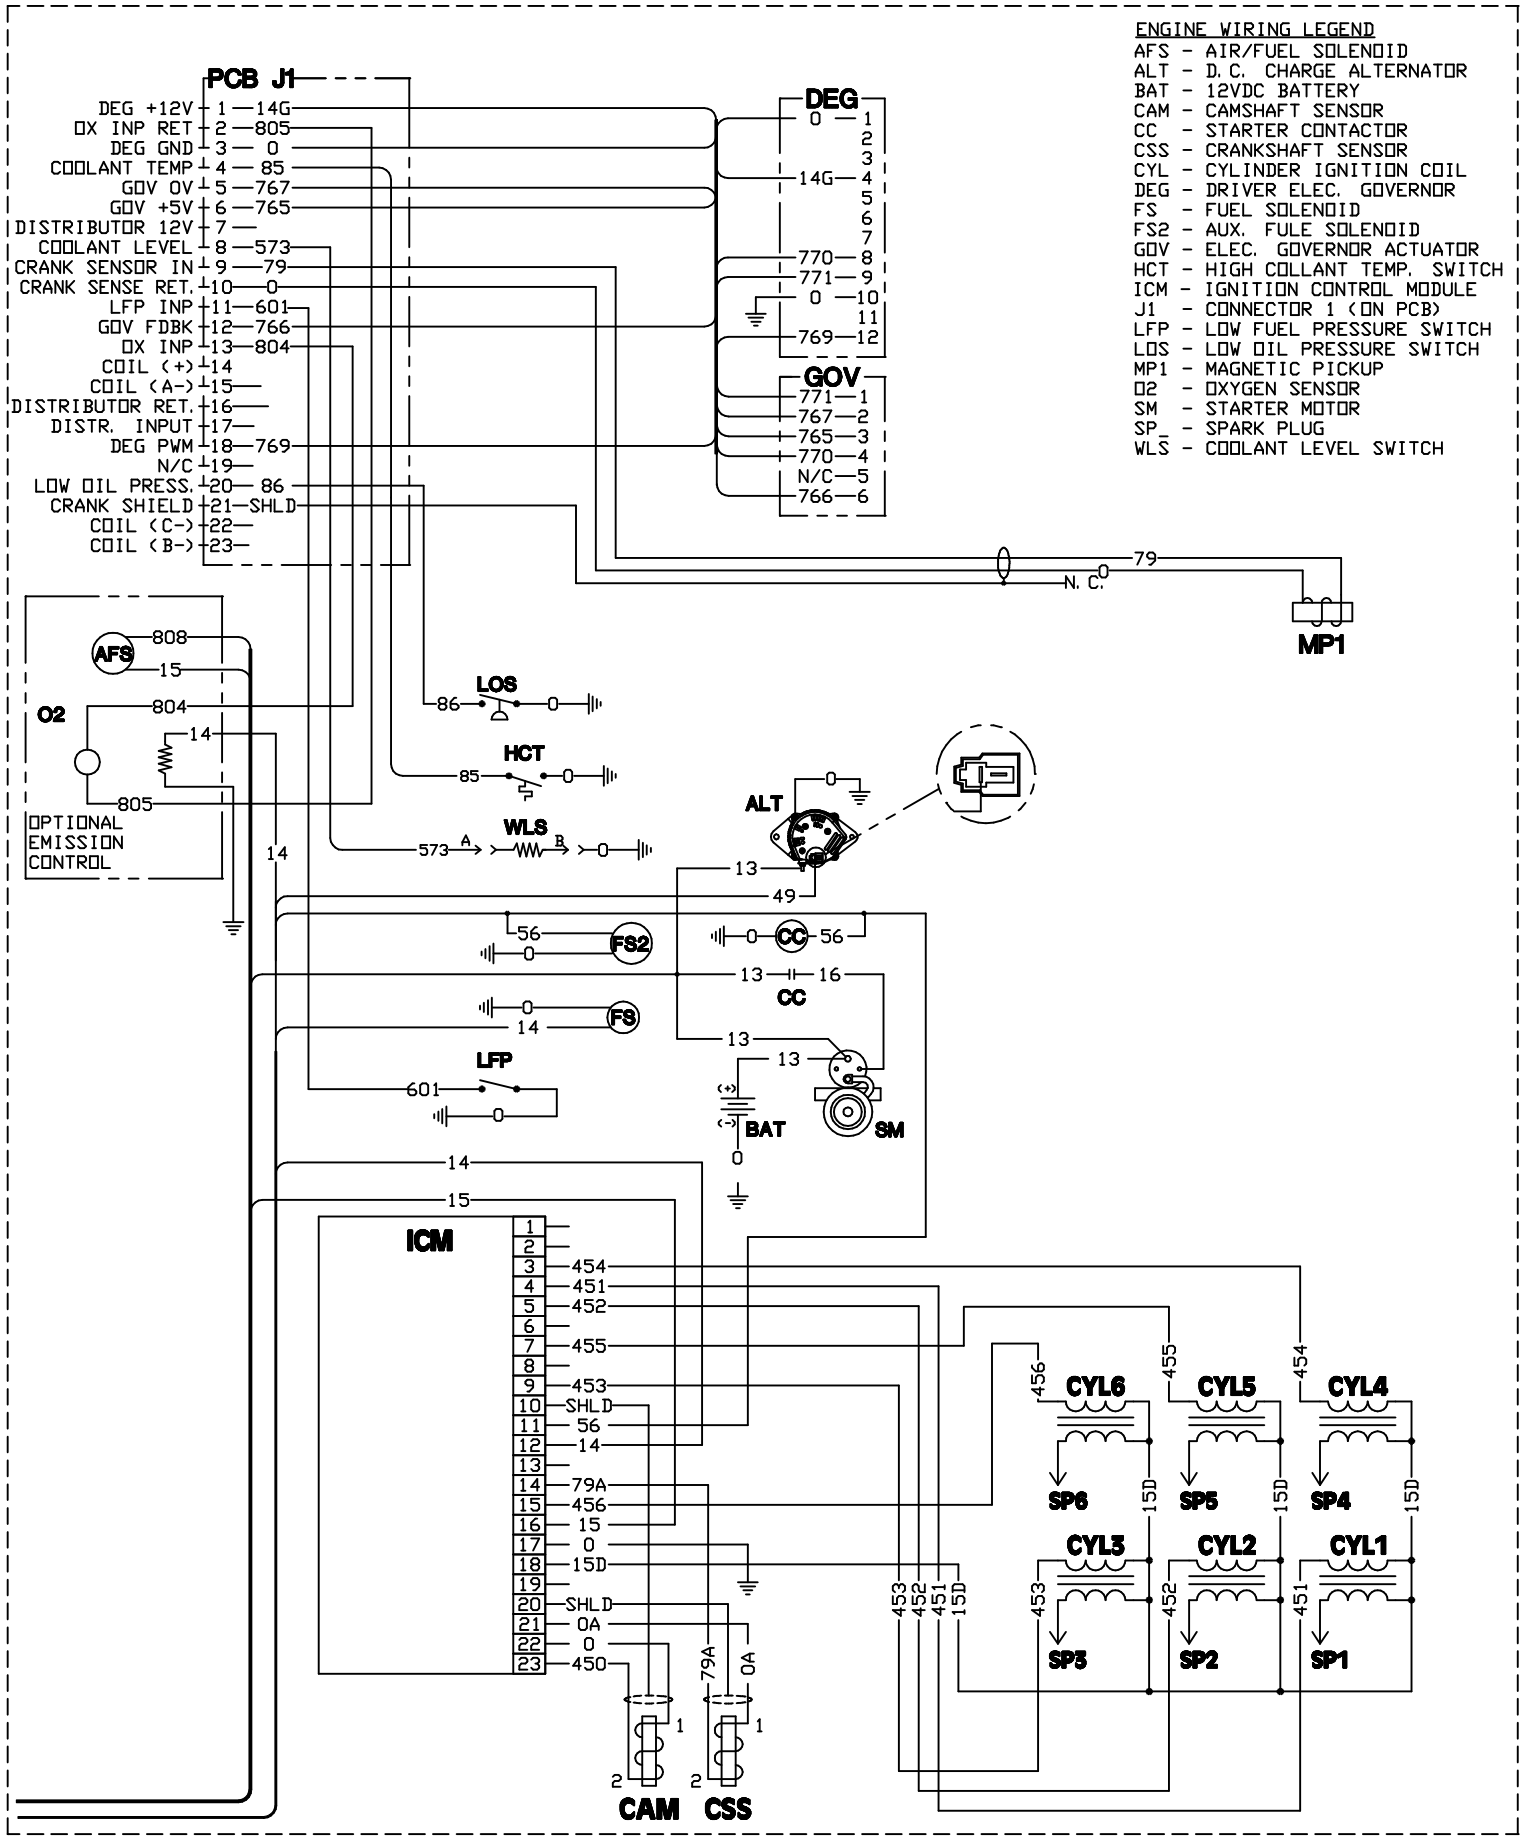 ENGINE WIRING LEGEND
AFS - AIR/FUEL SOLENOID
ALT - D.C. CHARGE ALTERNATOR
BAT - 12VDC BATTERY
CAM - CAMSHAFT SENSOR
CC - STARTER CONTACTOR
CSS - CRANKSHAFT SENSOR
CYL - CYLINDER IGNITION COIL
DEG - DRIVER ELEC. GOVERNOR
FS - FUEL SOLENOID
FS2 - AUX. FULE SOLENOID
GOV - ELEC. GOVERNOR ACTUATOR
HCT - HIGH COLLANT TEMP. SWITCH
ICM - IGNITION CONTROL MODULE
J1 - CONNECTOR 1 (ON PCB)
LFP - LOW FUEL PRESSURE SWITCH
LOS - LOW OIL PRESSURE SWITCH
MP1 - MAGNETIC PICKUP
O2 - OXYGEN SENSOR
SM - STARTER MOTOR
SP_ - SPARK PLUG
WLS - COOLANT LEVEL SWITCH
PCB J1
DEG +12V 1 14G
OX INP RET 2 805
DEG GND 3 0
COOLANT TEMP 4 85
GOV 0V 5 767
GOV +5V 6 765
DISTRIBUTOR 12V 7
COOLANT LEVEL 8 573
CRANK SENSOR IN 9 79
CRANK SENSE RET. 10 0
LFP INP 11 601
GOV FDBK 12 766
OX INP 13 804
COIL (+) 14
COIL (A-) 15
DISTRIBUTOR RET. 16
DISTR. INPUT 17
DEG PWM 18 769
N/C 19
LOW OIL PRESS. 20 86
CRANK SHIELD 21 SHLD
COIL (C-) 22
COIL (B-) 23
DEG
0 1
2
3
14G 4
5
6
7
770 8
771 9
0 10
11
769 12
GOV
771 1
767 2
765 3
770 4
N/C 5
766 6
79
0
N.C.
MP1
AFS
808
15
O2
804
14
805
OPTIONAL
EMISSION
CONTROL
14
LOS
86 0
HCT
85 0
WLS
573 A B 0
ALT
0
13
49
56
FS2
0
0 CC 56
13 16
CC
0
FS
14
13
13
LFP
601
0
(+)
(-)
BAT
0
SM
14
15
ICM
1
2
3 454
4 451
5 452
6
7 455
8
9 453
10 SHLD
11 56
12 14
13
14 79A
15 456
16 15
17 0
18 15D
19
20 SHLD
21 0A
22 0
23 450
456
455
454
CYL6
CYL5
CYL4
SP6
SP5
SP4
15D
15D
15D
CYL3
CYL2
CYL1
453
452
451
15D
453
452
451
SP3
SP2
SP1
79A
0A
1
2
1
2
CAM
CSS